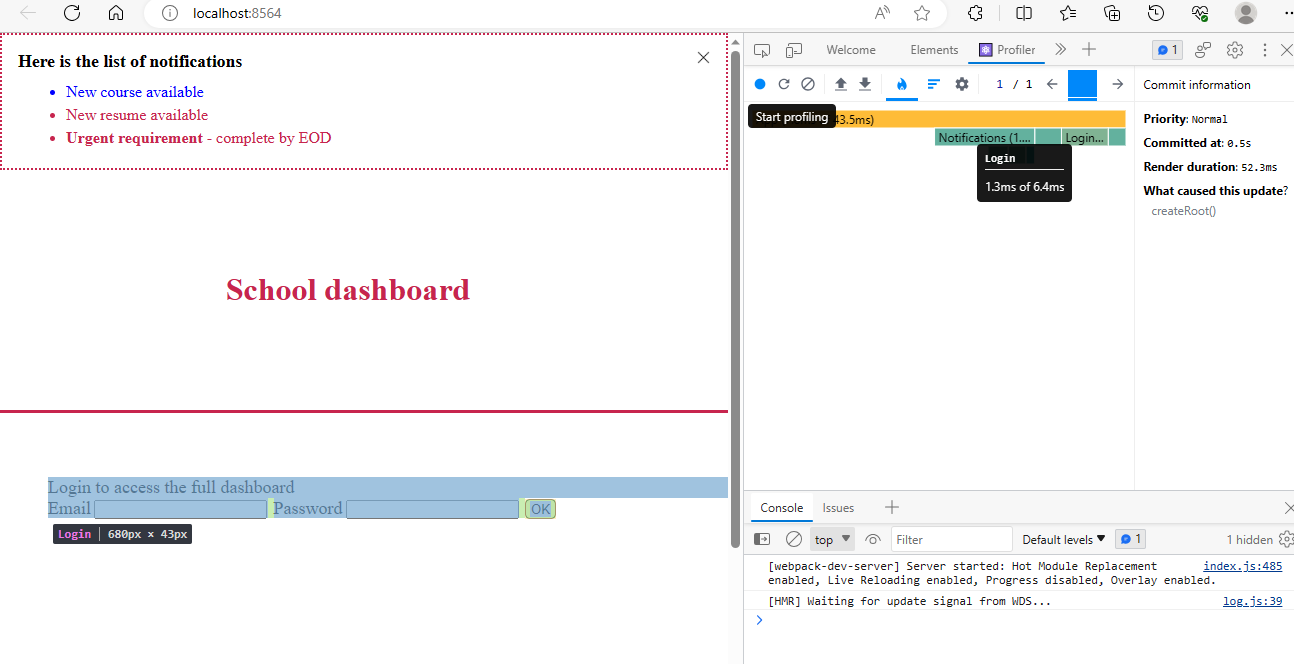 localhost:8564
Here is the list of notifications
New course available
New resume available
Urgent requirement - complete by EOD
School dashboard
Login to access the full dashboard
Email Password OK
Login 680px × 43px
Welcome Elements Profiler 1
1 / 1
Start profiling
43.5ms)
Notifications (1.... Login...
Login
1.3ms of 6.4ms
Commit information
Priority: Normal
Committed at: 0.5s
Render duration: 52.3ms
What caused this update?
createRoot()
Console Issues
top Filter Default levels 1 1 hidden
[webpack-dev-server] Server started: Hot Module Replacement index.js:485
enabled, Live Reloading enabled, Progress disabled, Overlay enabled.
[HMR] Waiting for update signal from WDS... log.js:39